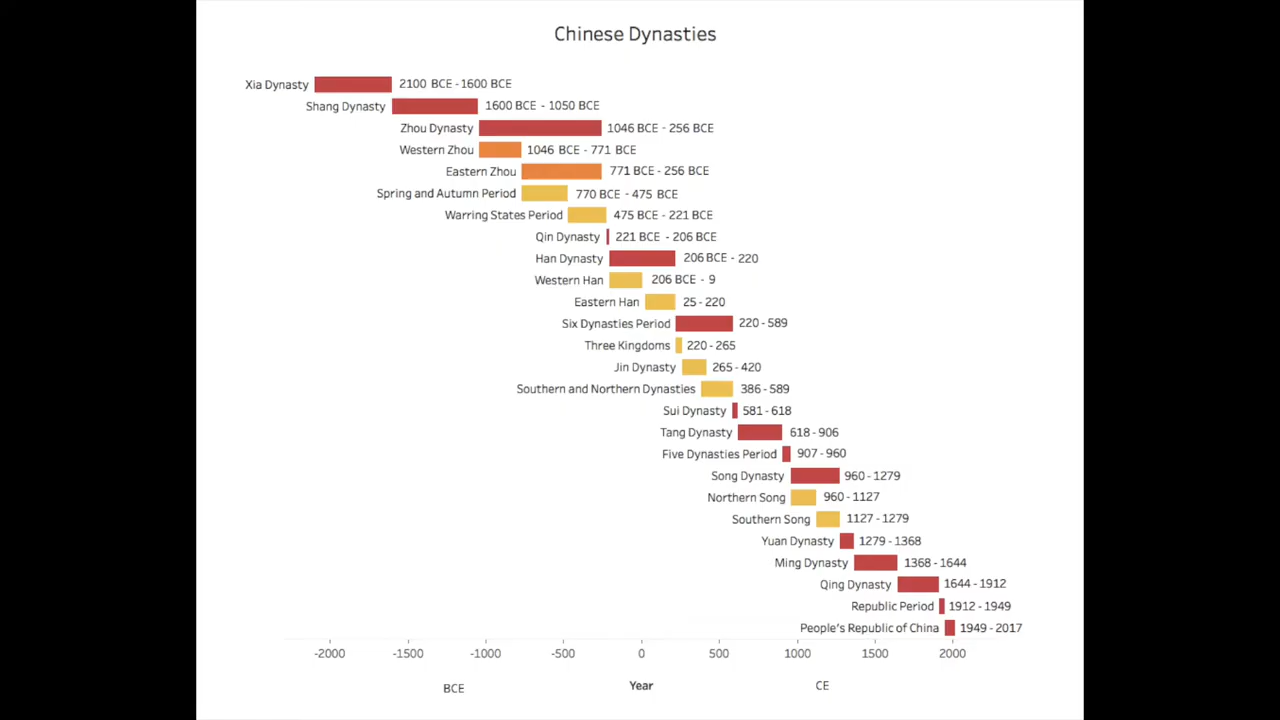 Chinese Dynasties
Xia Dynasty 2100 BCE - 1600 BCE
Shang Dynasty 1600 BCE - 1050 BCE
Zhou Dynasty 1046 BCE - 256 BCE
Western Zhou 1046 BCE - 771 BCE
Eastern Zhou 771 BCE - 256 BCE
Spring and Autumn Period 770 BCE - 475 BCE
Warring States Period 475 BCE - 221 BCE
Qin Dynasty 221 BCE - 206 BCE
Han Dynasty 206 BCE - 220
Western Han 206 BCE - 9
Eastern Han 25 - 220
Six Dynasties Period 220 - 589
Three Kingdoms 220 - 265
Jin Dynasty 265 - 420
Southern and Northern Dynasties 386 - 589
Sui Dynasty 581 - 618
Tang Dynasty 618 - 906
Five Dynasties Period 907 - 960
Song Dynasty 960 - 1279
Northern Song 960 - 1127
Southern Song 1127 - 1279
Yuan Dynasty 1279 - 1368
Ming Dynasty 1368 - 1644
Qing Dynasty 1644 - 1912
Republic Period 1912 - 1949
People's Republic of China 1949 - 2017
-2000 -1500 -1000 -500 0 500 1000 1500 2000
BCE Year CE